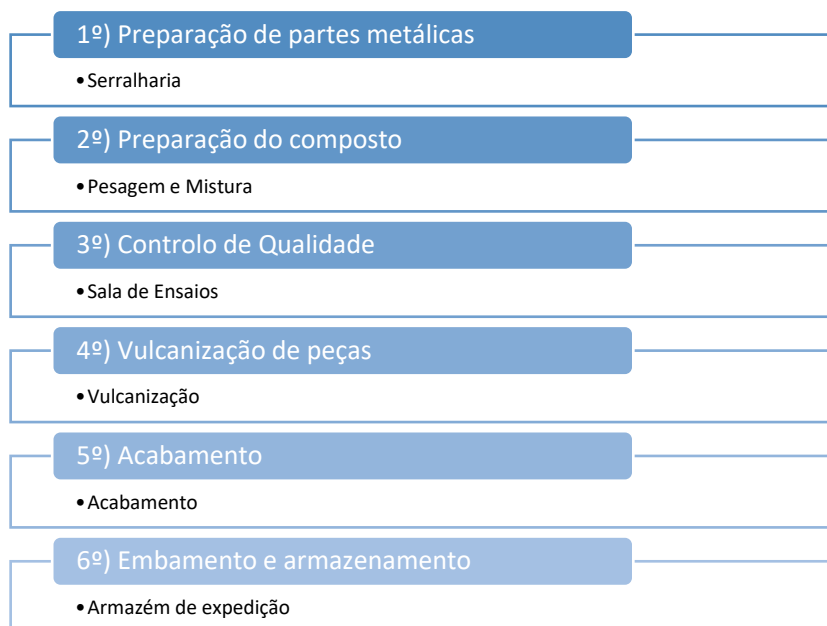 1º) Preparação de partes metálicas
•Serralharia
2º) Preparação do composto
•Pesagem e Mistura
3º) Controlo de Qualidade
•Sala de Ensaios
4º) Vulcanização de peças
•Vulcanização
5º) Acabamento
•Acabamento
6º) Embamento e armazenamento
•Armazém de expedição